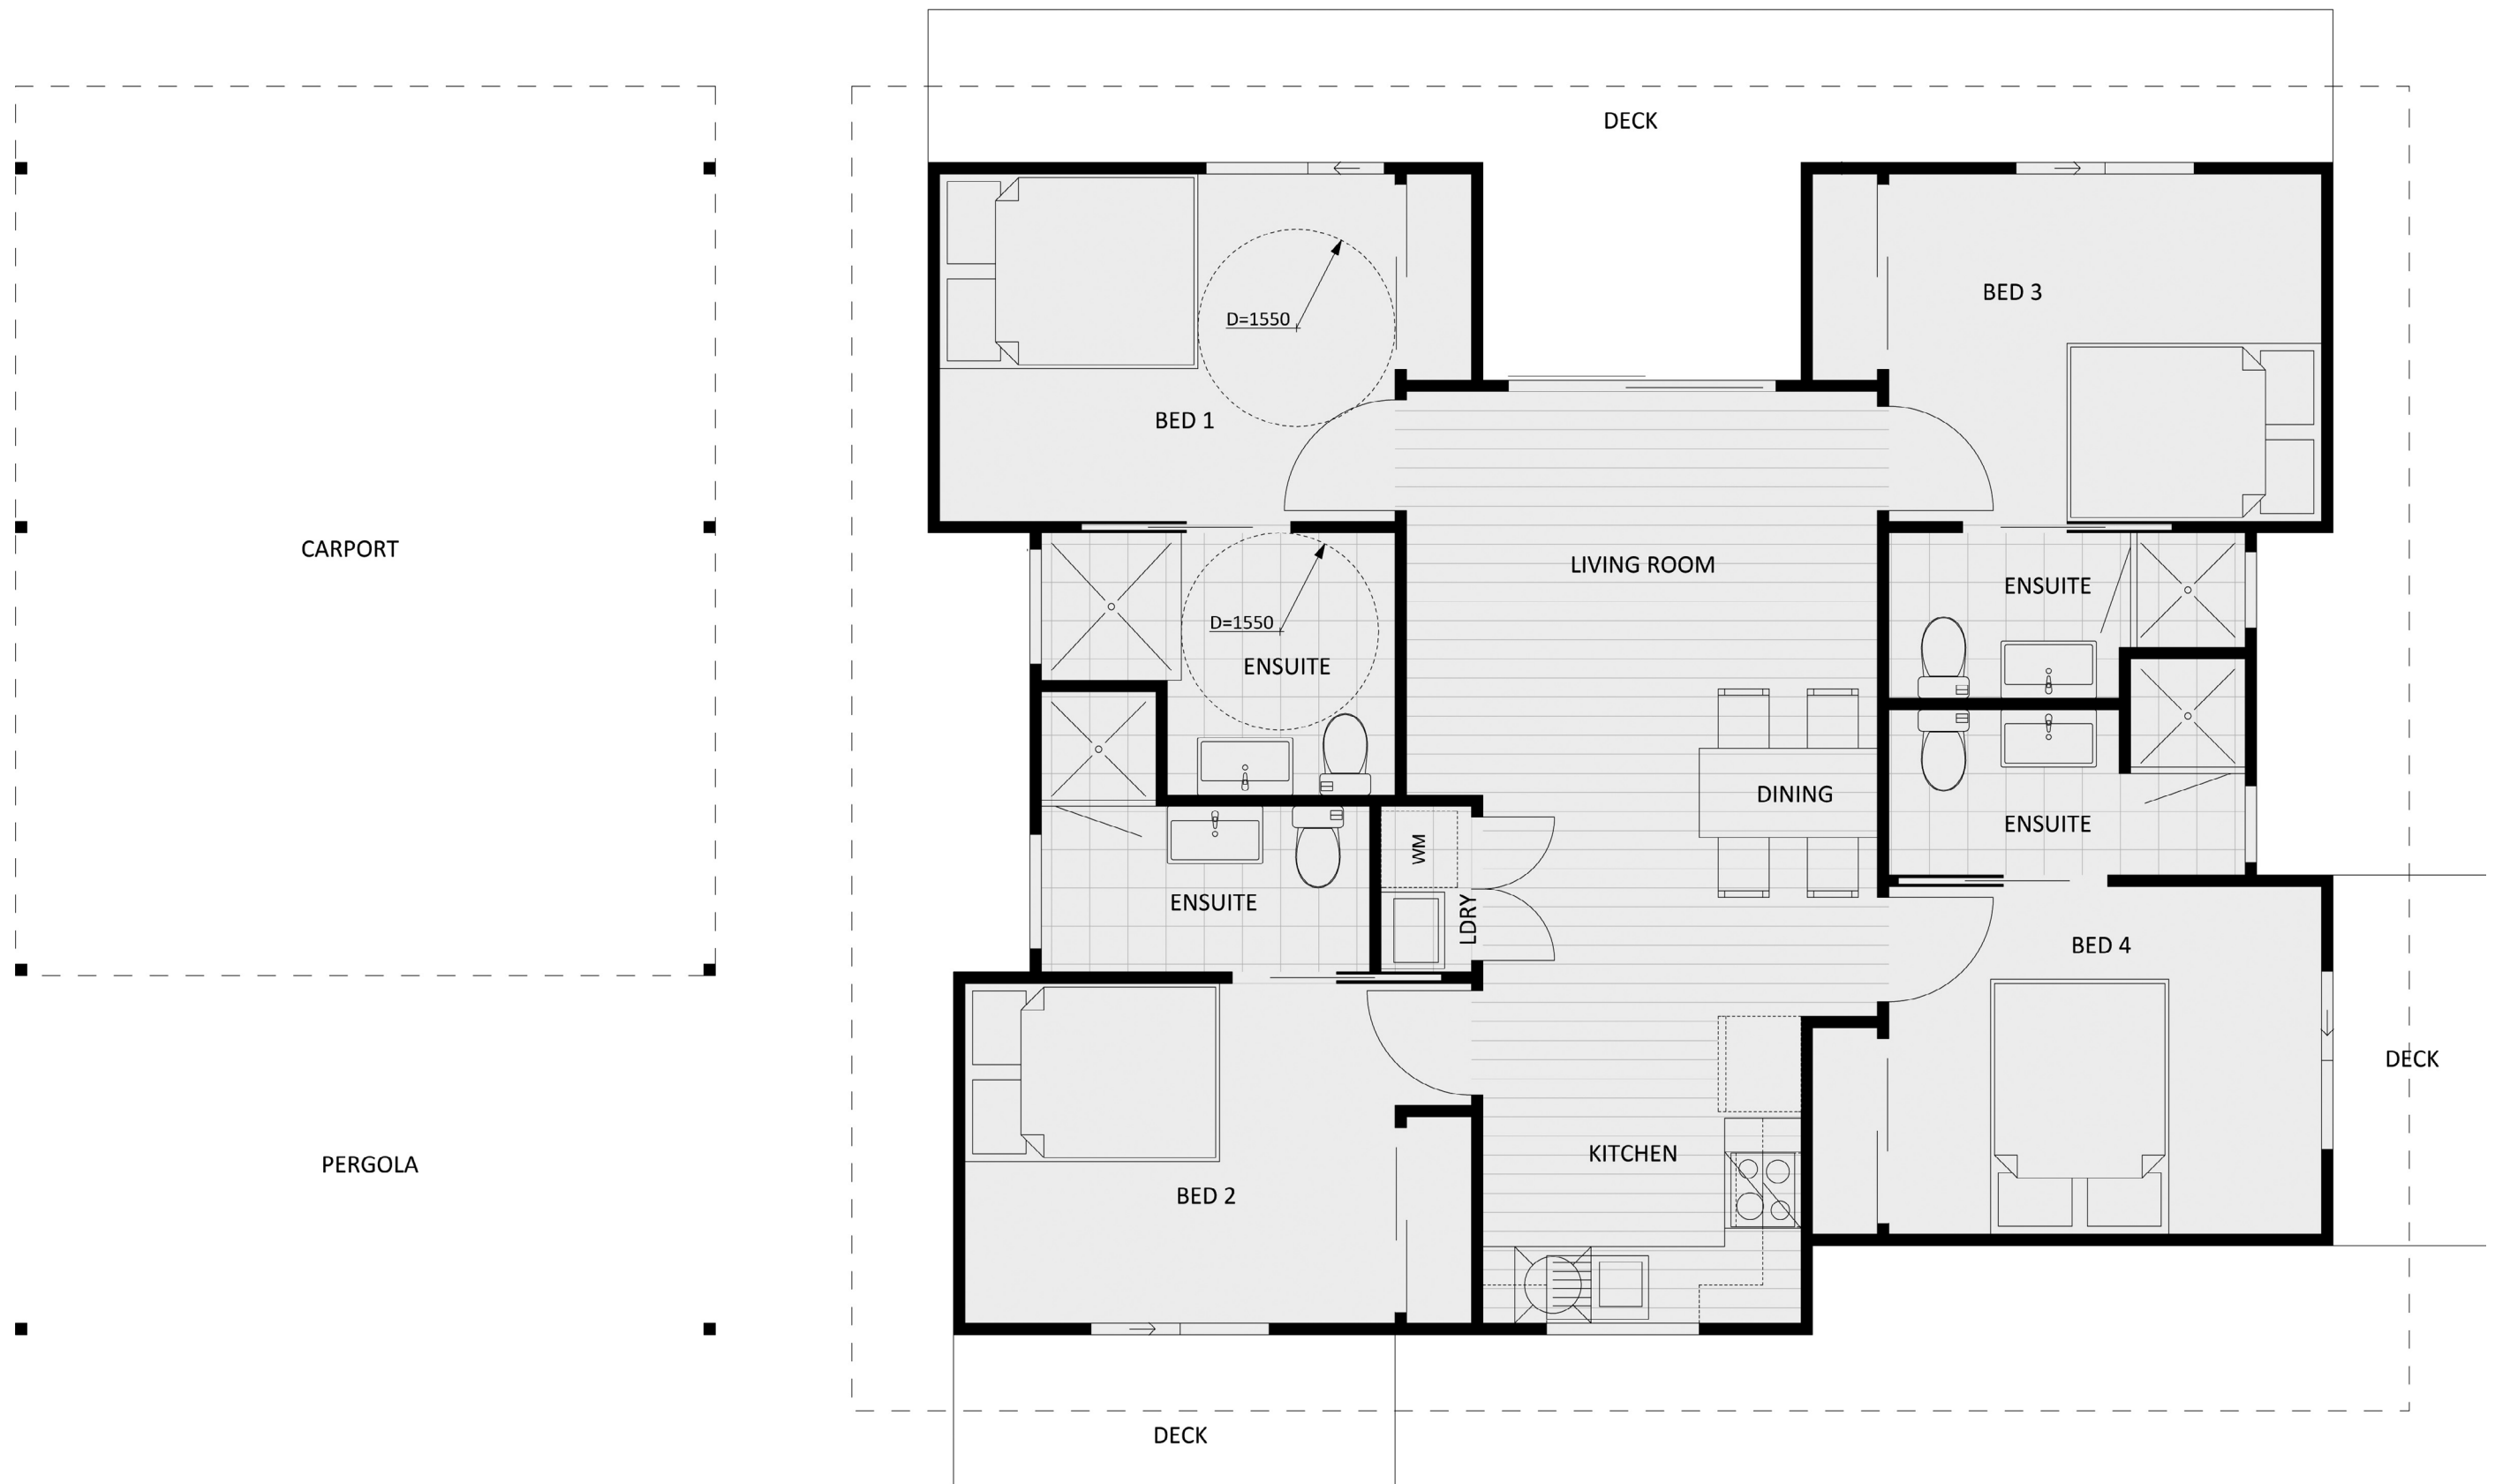 DECK
BED 3
D=1550
BED 1
CARPORT
LIVING ROOM
ENSUITE
D=1550
ENSUITE
DINING
ENSUITE
WM
ENSUITE
LDRY
BED 4
DECK
KITCHEN
PERGOLA
BED 2
DECK